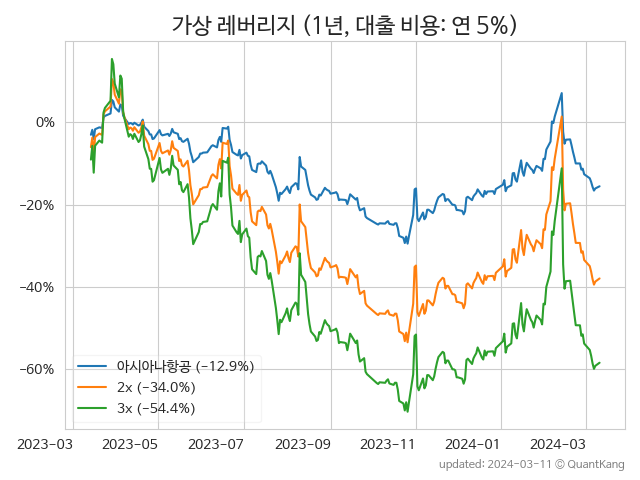 가상 레버리지 (1년, 대출 비용: 연 5%)
0%
−20%
−40%
−60%
아시아나항공 (−12.9%)
2x (−34.0%)
3x (−54.4%)
2023-03 2023-05 2023-07 2023-09 2023-11 2024-01 2024-03
updated: 2024-03-11 © QuantKang